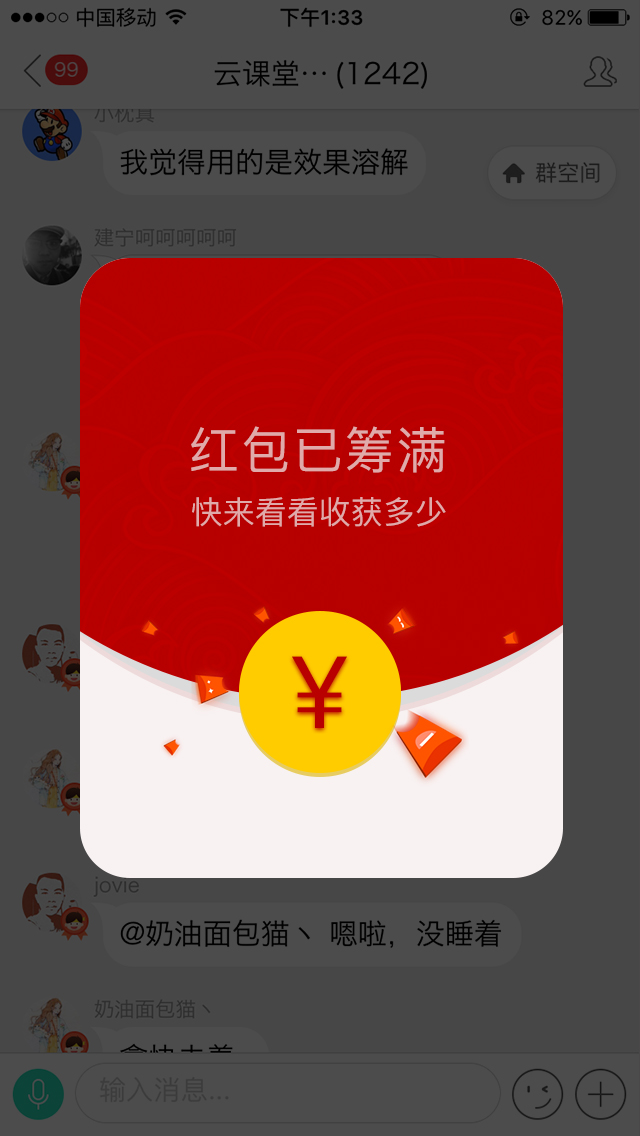 中国移动 下午1:33 82%
99 云课堂… (1242)
小枕真
我觉得用的是效果溶解
群空间
建宁呵呵呵呵呵
红包已筹满
快来看看收获多少
¥
jovie
@奶油面包猫丶 嗯啦，没睡着
奶油面包猫丶
输入消息...